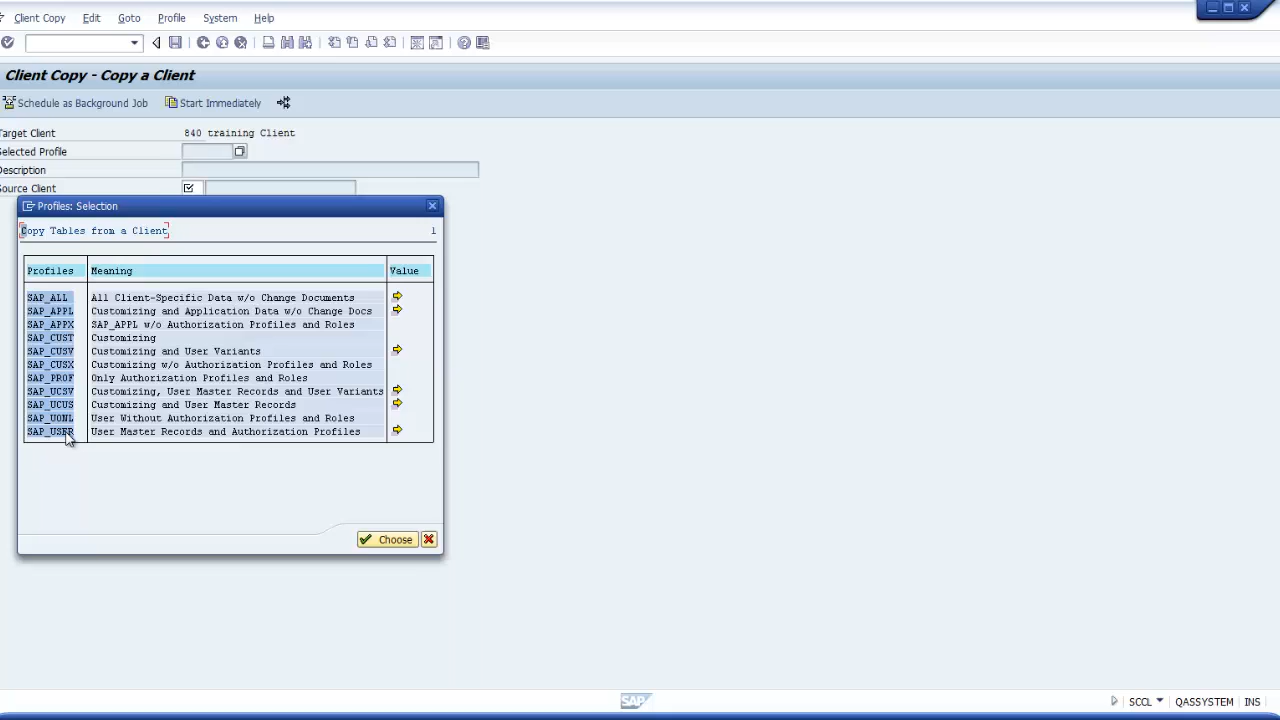 Client Copy Edit Goto Profile System Help
Client Copy - Copy a Client
Schedule as Background Job Start Immediately
Target Client 840 training Client
Selected Profile
Description
Source Client
Profiles: Selection
Copy Tables from a Client 1
Profiles Meaning Value
SAP_ALL All Client-Specific Data w/o Change Documents
SAP_APPL Customizing and Application Data w/o Change Docs
SAP_APPX SAP_APPL w/o Authorization Profiles and Roles
SAP_CUST Customizing
SAP_CUSV Customizing and User Variants
SAP_CUSX Customizing w/o Authorization Profiles and Roles
SAP_PROF Only Authorization Profiles and Roles
SAP_UCSV Customizing, User Master Records and User Variants
SAP_UCUS Customizing and User Master Records
SAP_UONL User Without Authorization Profiles and Roles
SAP_USER User Master Records and Authorization Profiles
Choose
SAP SCCL QASSYSTEM INS